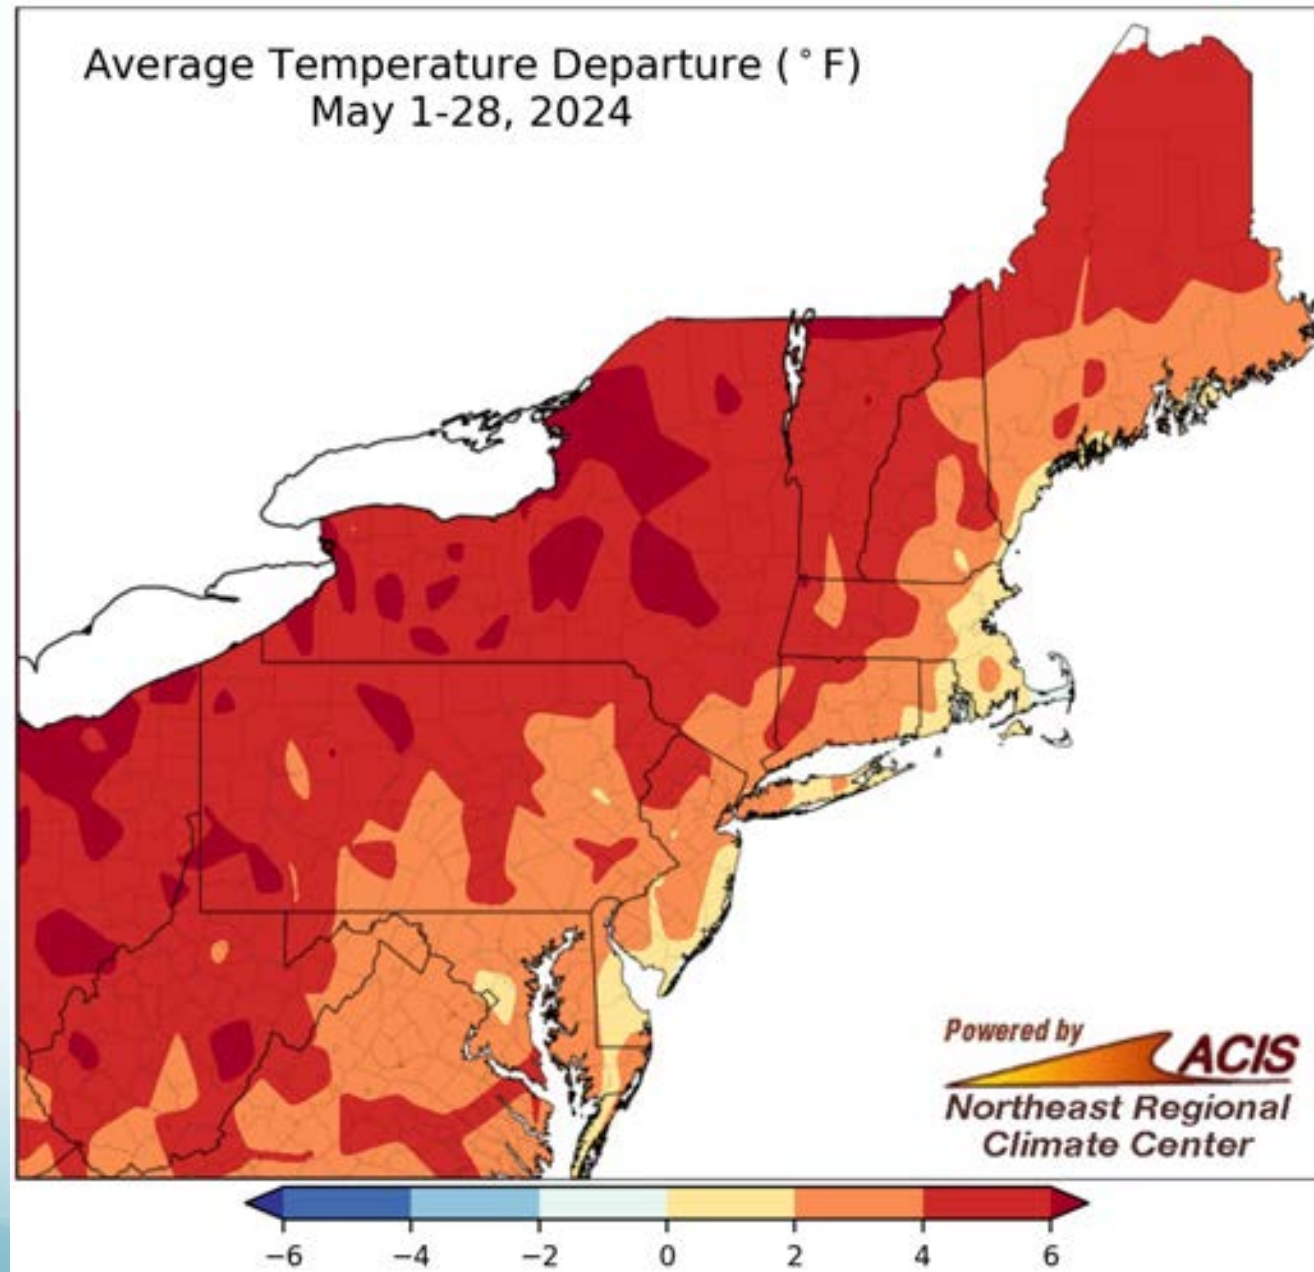 Average Temperature Departure (°F)
May 1-28, 2024
Powered by
ACIS
Northeast Regional
Climate Center
−6 −4 −2 0 2 4 6